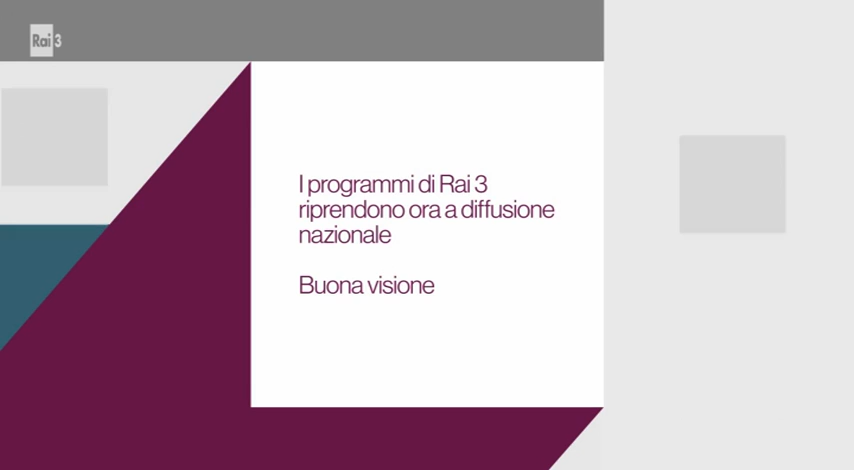 Rai 3
I programmi di Rai 3
riprendono ora a diffusione
nazionale
Buona visione